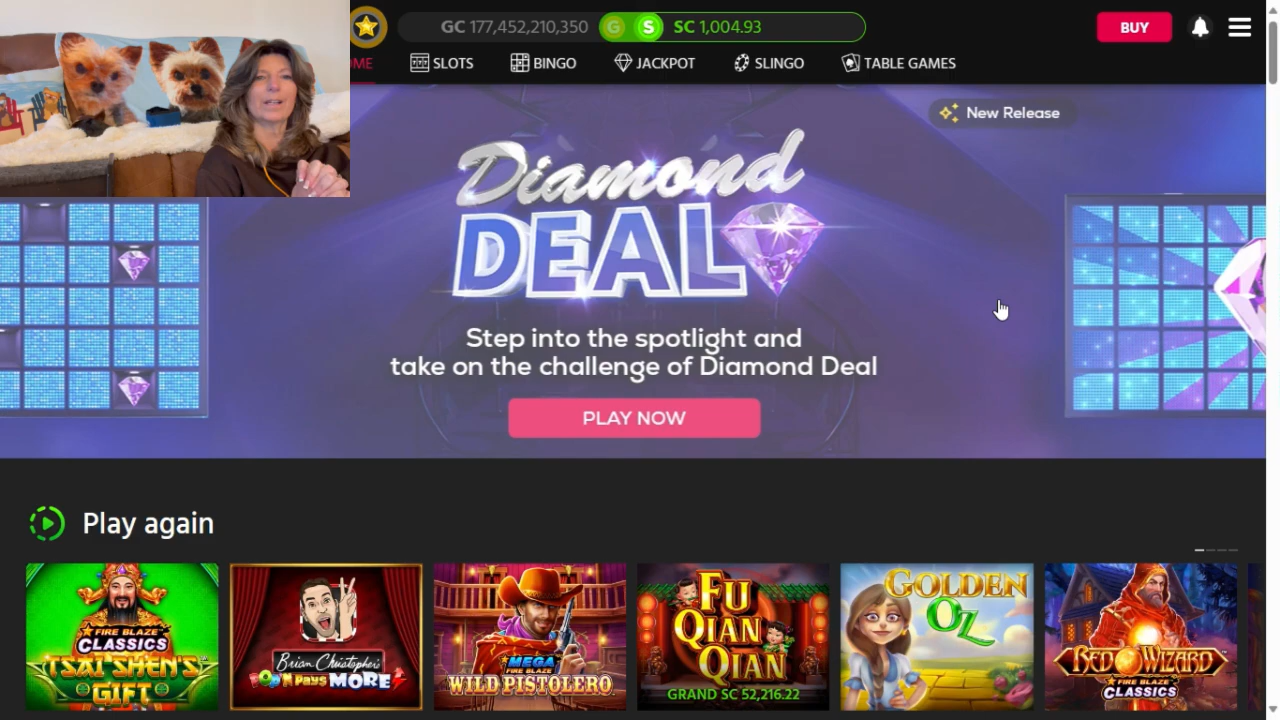 GC 177,452,210,350 G S SC 1,004.93
BUY
ME
SLOTS
BINGO
JACKPOT
SLINGO
TABLE GAMES
New Release
Diamond
DEAL
Step into the spotlight and
take on the challenge of Diamond Deal
PLAY NOW
Play again
FIRE BLAZE
CLASSICS
TSAI SHEN'S
GIFT
Brian Christopher's
POP'N PAYS MORE
MEGA
FIRE BLAZE
WILD PISTOLERO
FU
QIAN
QIAN
GRAND SC 52,216.22
GOLDEN
OZ
RED WIZARD
FIRE BLAZE
CLASSICS